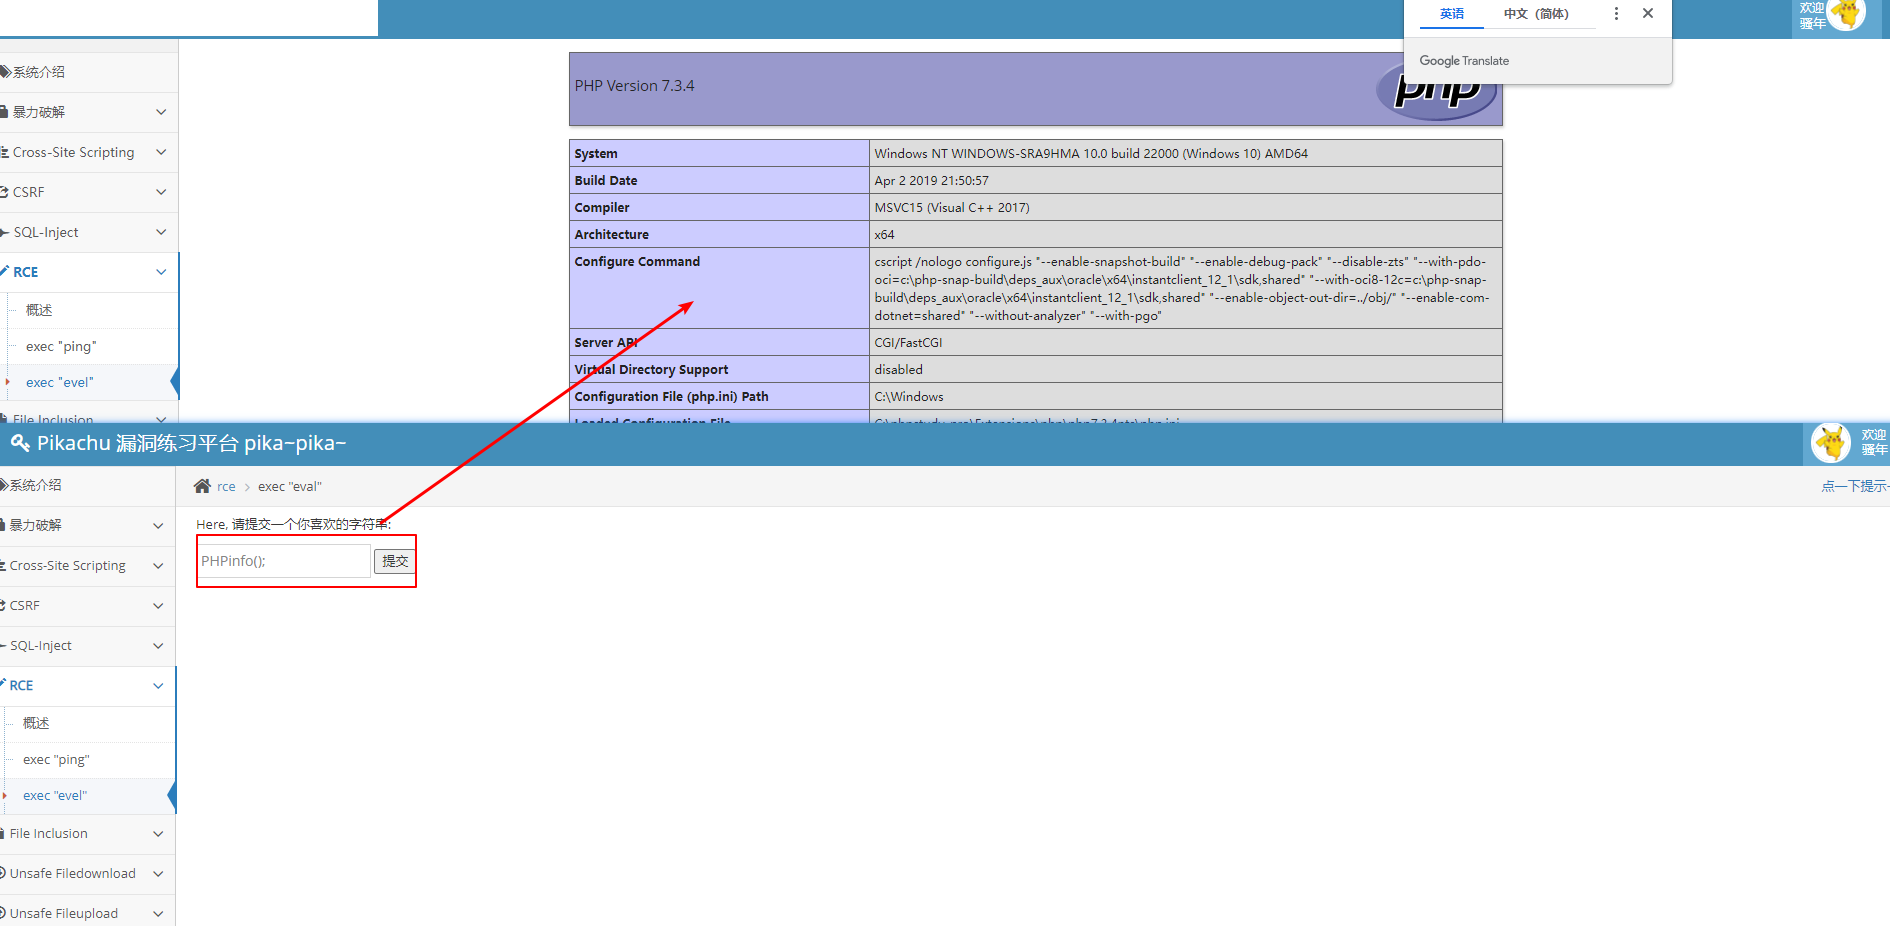 英语
中文（简体）
Google Translate
欢迎
骚年
系统介绍
暴力破解
Cross-Site Scripting
CSRF
SQL-Inject
RCE
概述
exec "ping"
exec "evel"
File Inclusion
PHP Version 7.3.4
php
System
Windows NT WINDOWS-SRA9HMA 10.0 build 22000 (Windows 10) AMD64
Build Date
Apr 2 2019 21:50:57
Compiler
MSVC15 (Visual C++ 2017)
Architecture
x64
Configure Command
cscript /nologo configure.js "--enable-snapshot-build" "--enable-debug-pack" "--disable-zts" "--with-pdo-
oci=c:\php-snap-build\deps_aux\oracle\x64\instantclient_12_1\sdk,shared" "--with-oci8-12c=c:\php-snap-
build\deps_aux\oracle\x64\instantclient_12_1\sdk,shared" "--enable-object-out-dir=../obj/" "--enable-com-
dotnet=shared" "--without-analyzer" "--with-pgo"
Server API
CGI/FastCGI
Virtual Directory Support
disabled
Configuration File (php.ini) Path
C:\Windows
Loaded Configuration File
Pikachu 漏洞练习平台 pika~pika~
欢迎
骚年
系统介绍
暴力破解
Cross-Site Scripting
CSRF
SQL-Inject
RCE
概述
exec "ping"
exec "evel"
File Inclusion
Unsafe Filedownload
Unsafe Fileupload
rce
exec "eval"
点一下提示~
Here, 请提交一个你喜欢的字符串:
PHPinfo();
提交